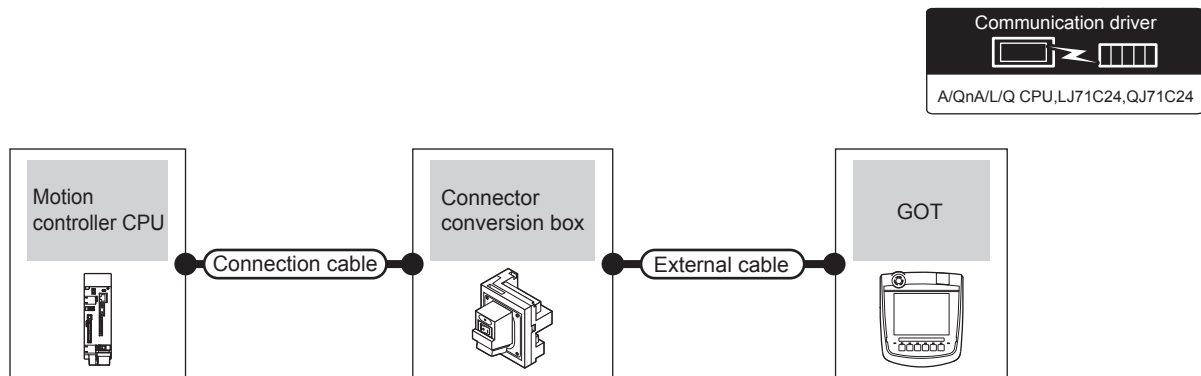 Communication driver
A/QnA/L/Q CPU,LJ71C24,QJ71C24
Motion
controller CPU
Connection cable
Connector
conversion box
External cable
GOT